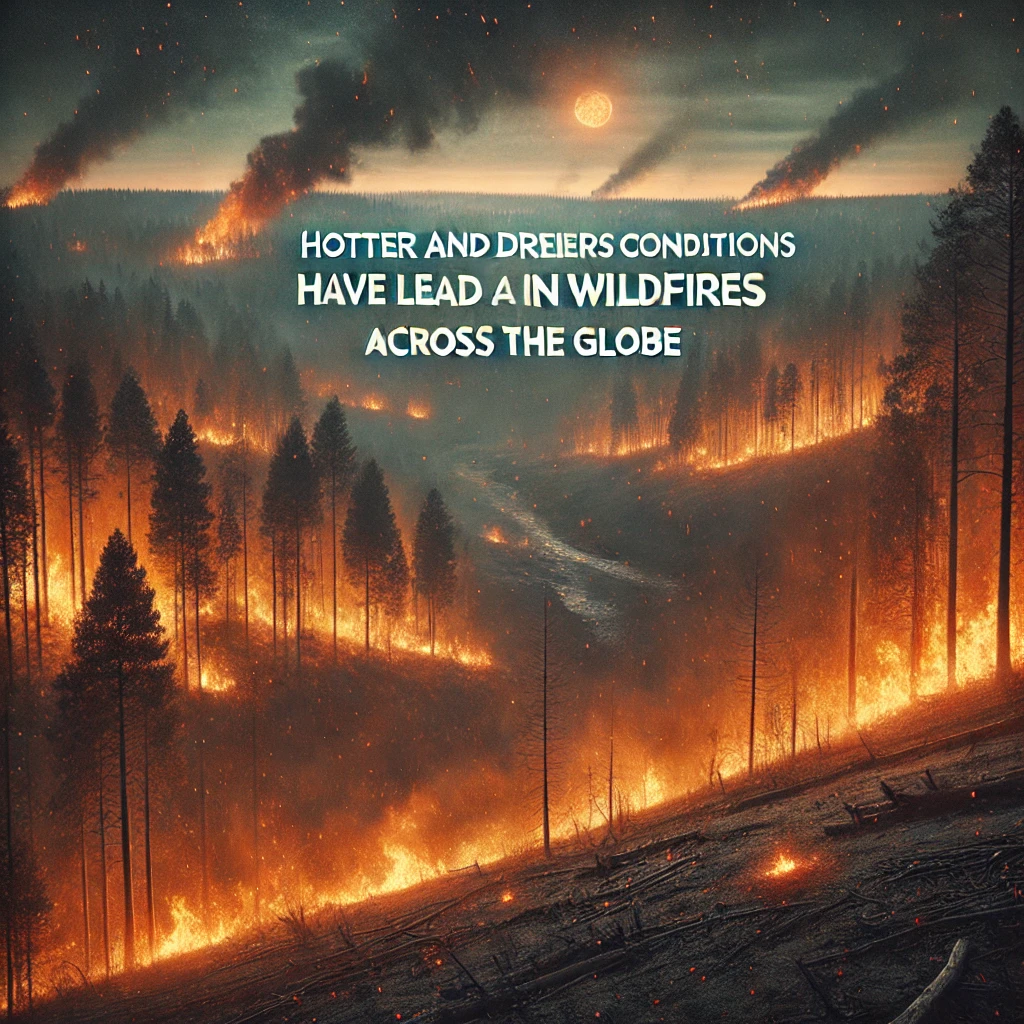 HOTTER AND DREIERS CONDITIONS
HAVE LEAD A IN WILDFIRES
ACROSS THE GLOBE